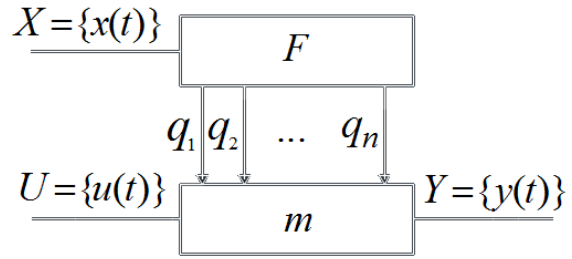 X={x(t)}
F
q₁ q₂ ... qₙ
U={u(t)} Y={y(t)}
m